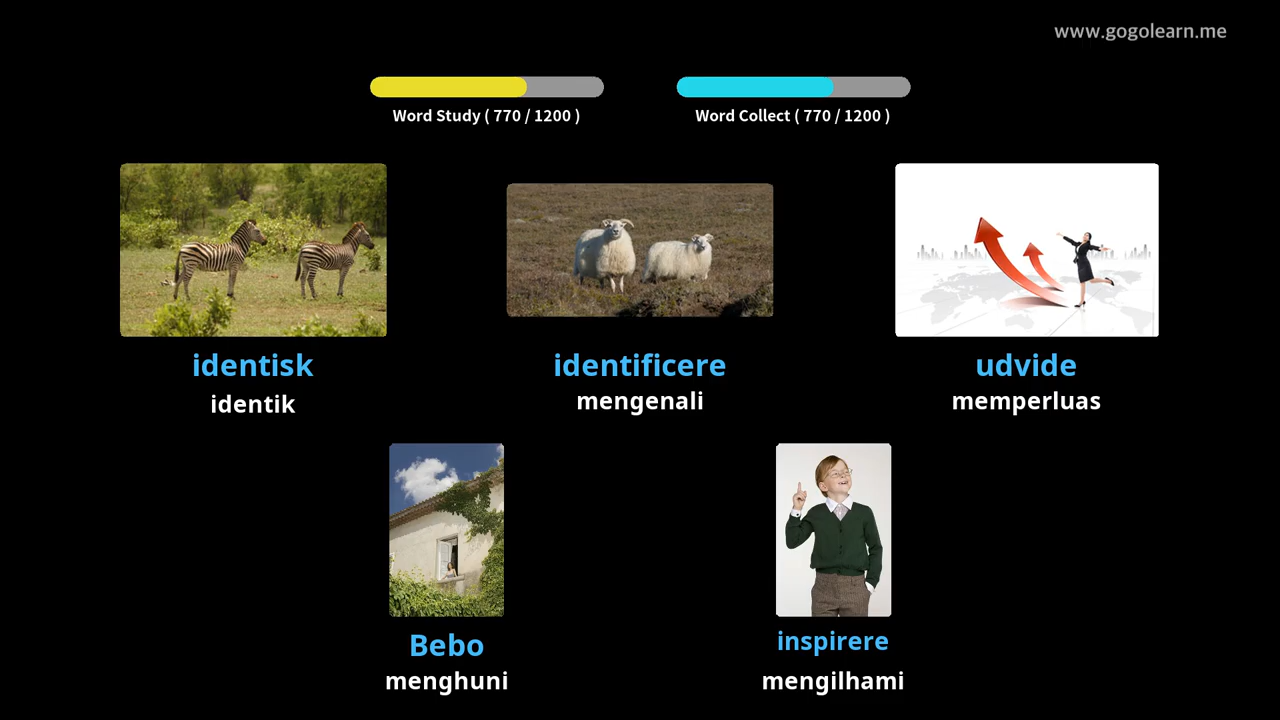 www.gogolearn.me
Word Study ( 770 / 1200 )
Word Collect ( 770 / 1200 )
identisk
identik
identificere
mengenali
udvide
memperluas
Bebo
menghuni
inspirere
mengilhami